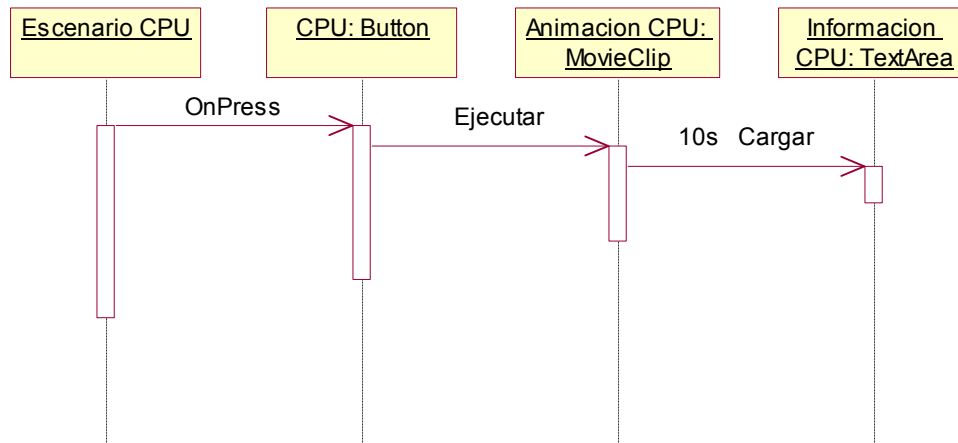 Escenario CPU
CPU: Button
Animacion CPU:
MovieClip
Informacion
CPU: TextArea
OnPress
Ejecutar
10s Cargar